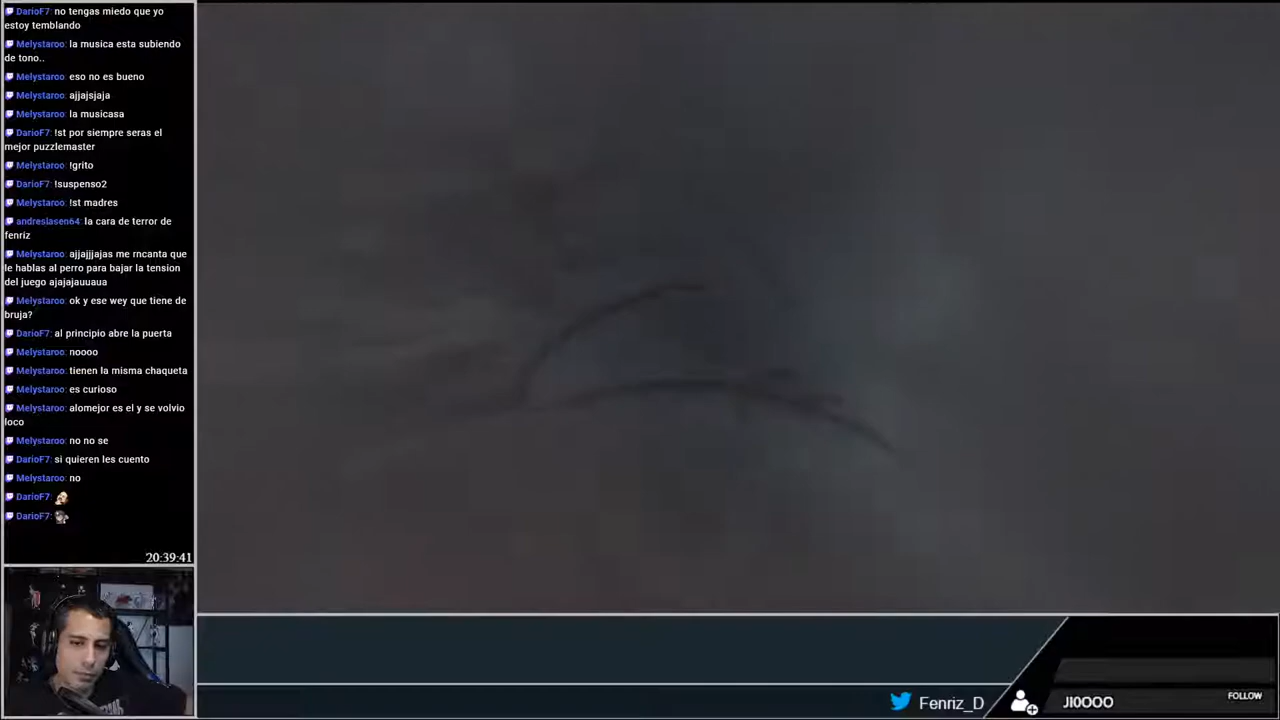 DarioF7: no tengas miedo que yo
estoy temblando
Melystaroo: la musica esta subiendo
de tono..
Melystaroo: eso no es bueno
Melystaroo: ajjajsjaja
Melystaroo: la musicasa
DarioF7: !st por siempre seras el
mejor puzzlemaster
Melystaroo: !grito
DarioF7: !suspenso2
Melystaroo: !st madres
andreslasen64: la cara de terror de
fenriz
Melystaroo: ajjajjjajas me rncanta que
le hablas al perro para bajar la tension
del juego ajajajauuaua
Melystaroo: ok y ese wey que tiene de
bruja?
DarioF7: al principio abre la puerta
Melystaroo: noooo
Melystaroo: tienen la misma chaqueta
Melystaroo: es curioso
Melystaroo: alomejor es el y se volvio
loco
Melystaroo: no no se
DarioF7: si quieren les cuento
Melystaroo: no
DarioF7:
DarioF7:
20:39:41
Fenriz_D
JI0OOO
FOLLOW